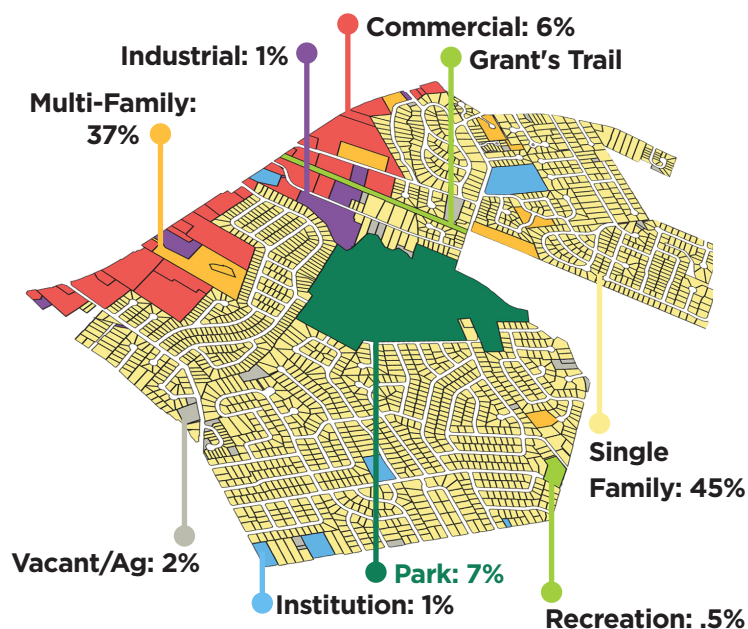 Commercial: 6%
Industrial: 1%
Grant's Trail
Multi-Family:
37%
Single
Family: 45%
Vacant/Ag: 2%
Park: 7%
Institution: 1%
Recreation: .5%